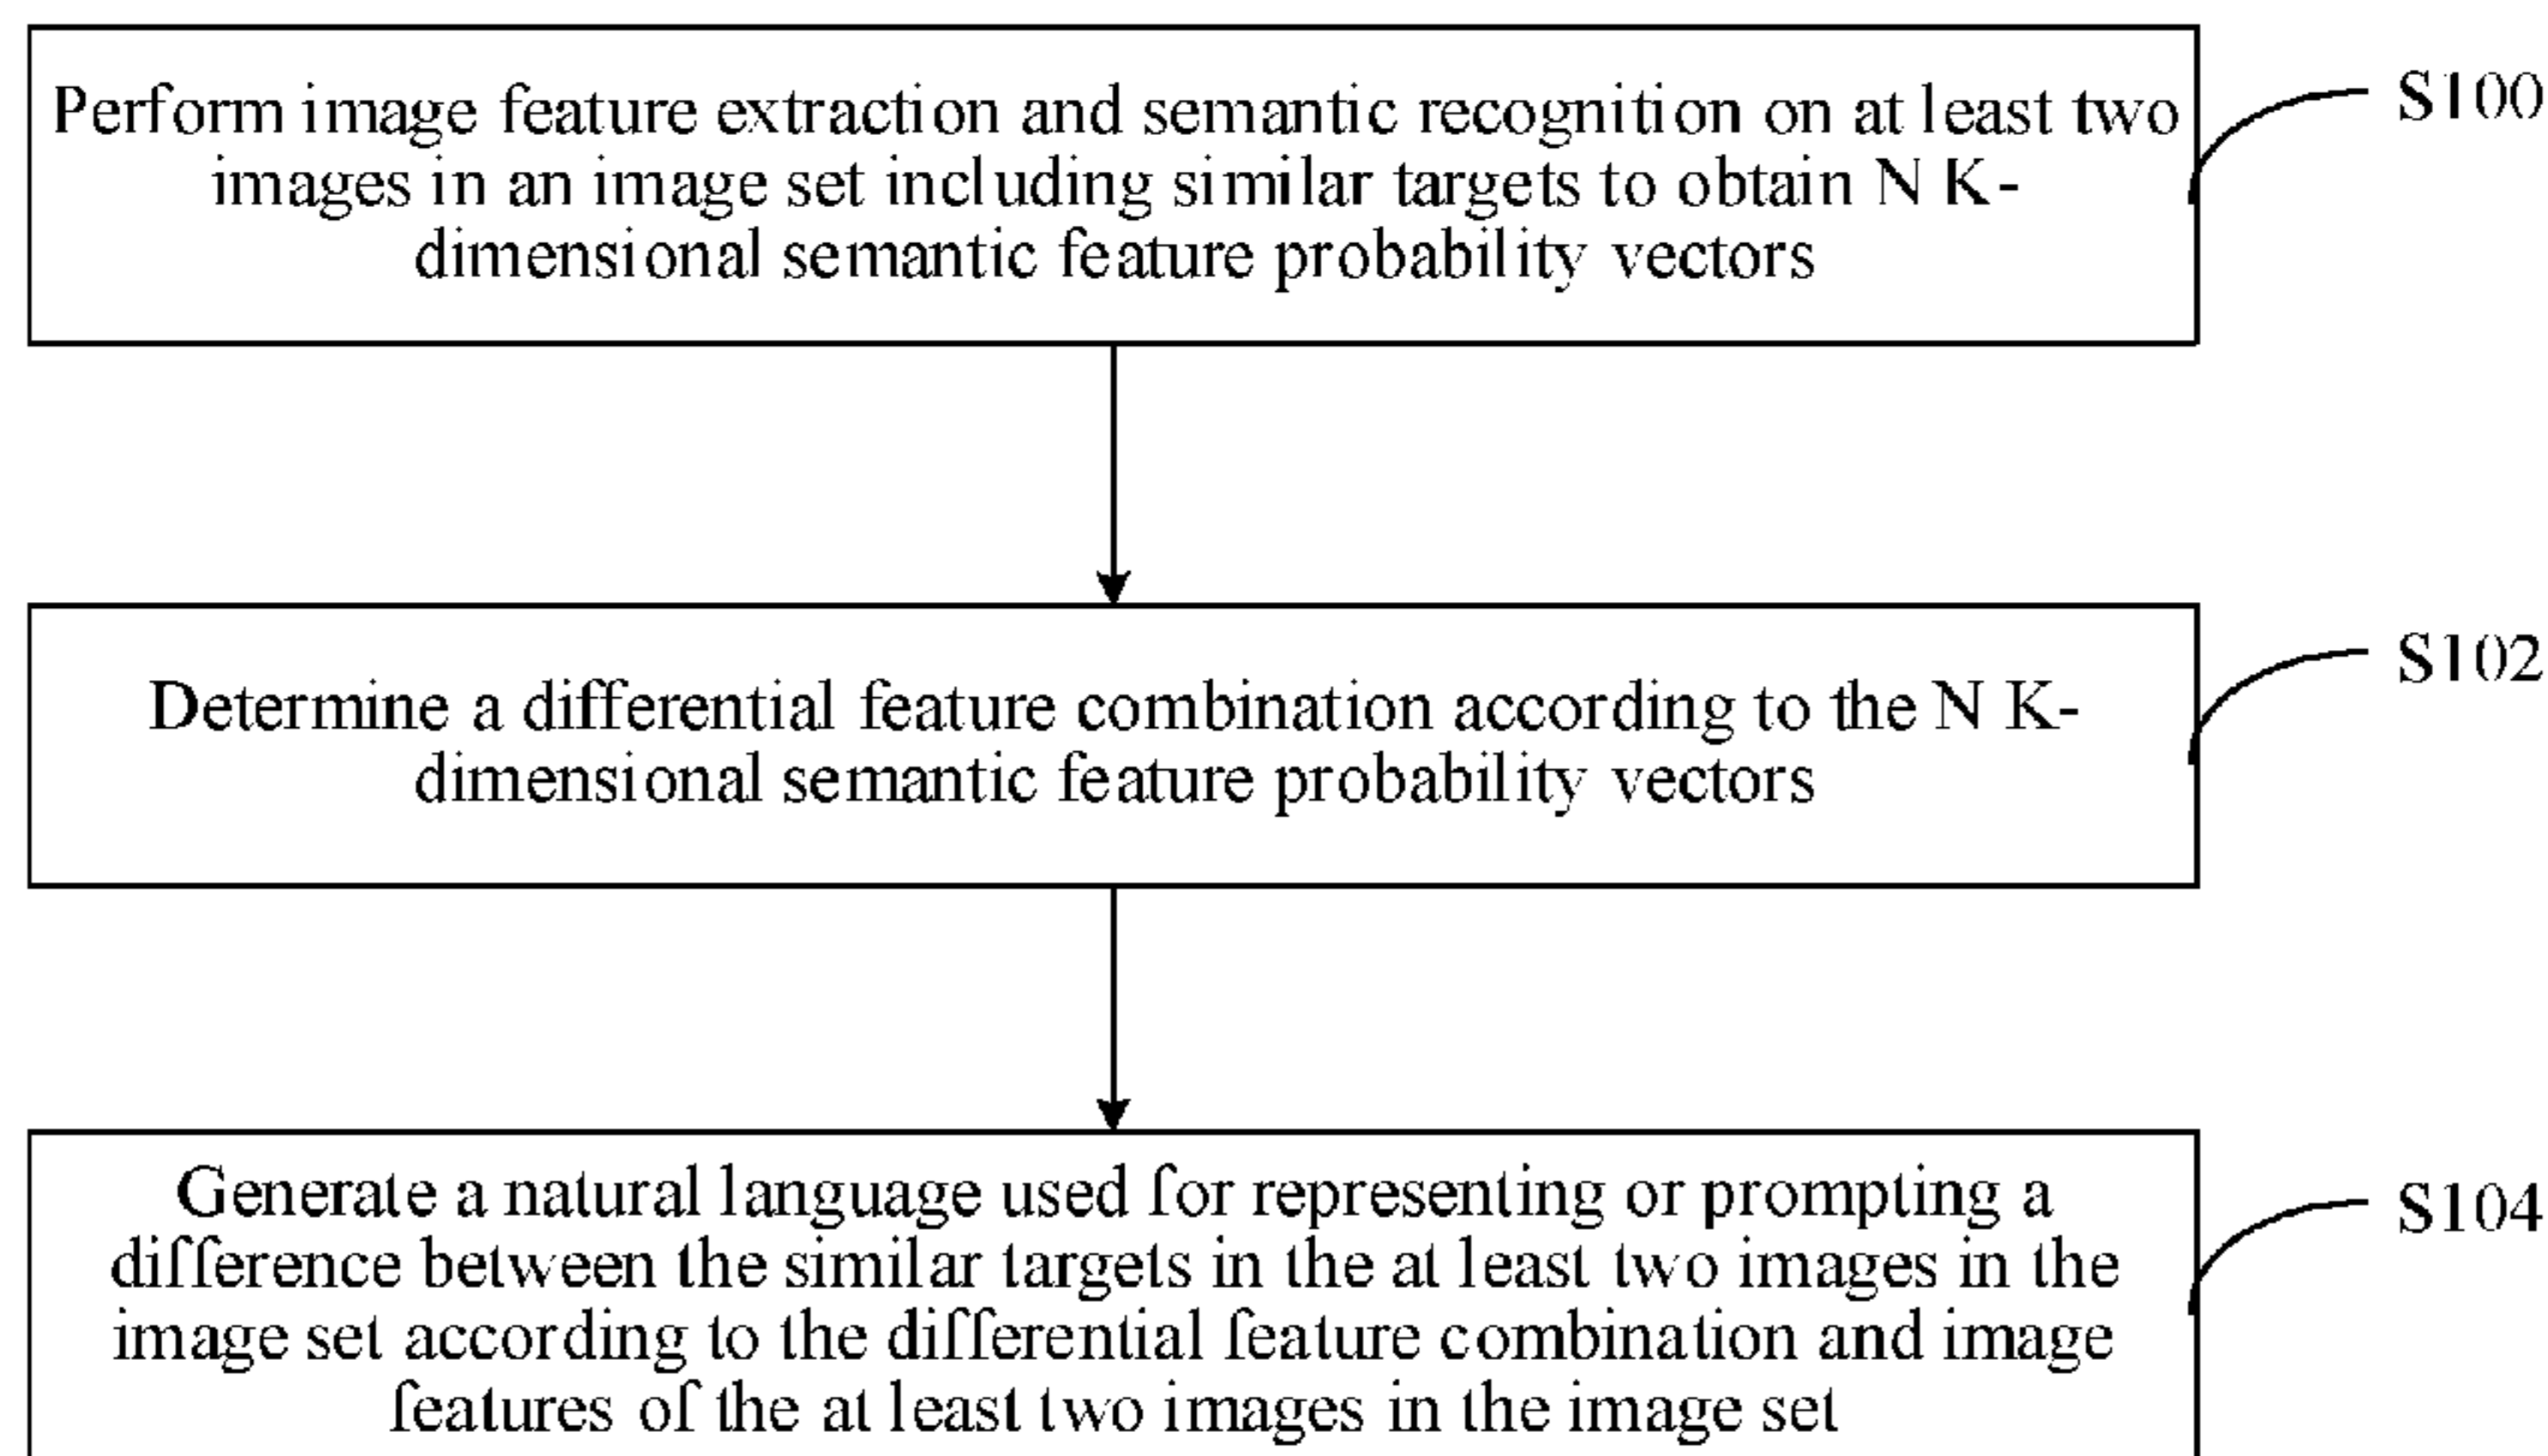 Perform image feature extraction and semantic recognition on at least two
images in an image set including similar targets to obtain N K-
dimensional semantic feature probability vectors
S100
Determine a differential feature combination according to the N K-
dimensional semantic feature probability vectors
S102
Generate a natural language used for representing or prompting a
difference between the similar targets in the at least two images in the
image set according to the differential feature combination and image
features of the at least two images in the image set
S104